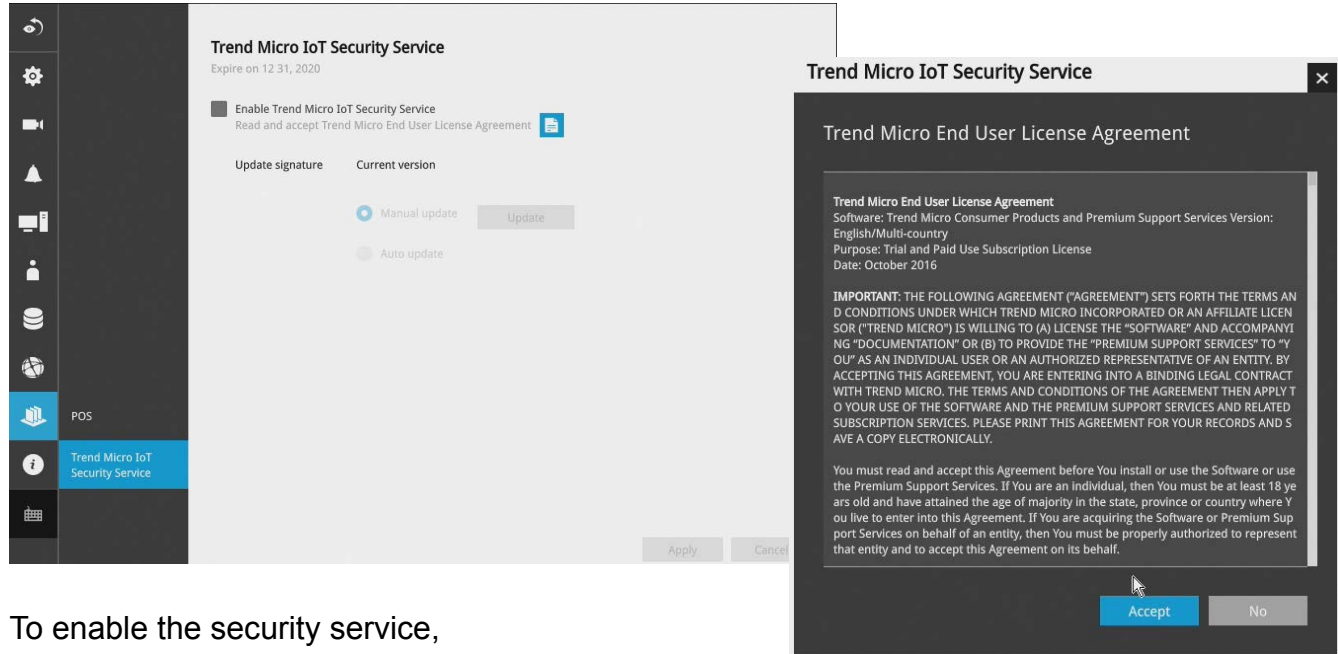 Trend Micro IoT Security Service
Expire on 12 31, 2020
Enable Trend Micro IoT Security Service
Read and accept Trend Micro End User License Agreement
Update signature Current version
Manual update Update
Auto update
POS
Trend Micro IoT
Security Service
Apply Cancel
Trend Micro IoT Security Service
Trend Micro End User License Agreement
Trend Micro End User License Agreement
Software: Trend Micro Consumer Products and Premium Support Services Version:
English/Multi-country
Purpose: Trial and Paid Use Subscription License
Date: October 2016
IMPORTANT: THE FOLLOWING AGREEMENT ("AGREEMENT") SETS FORTH THE TERMS AN
D CONDITIONS UNDER WHICH TREND MICRO INCORPORATED OR AN AFFILIATE LICEN
SOR ("TREND MICRO") IS WILLING TO (A) LICENSE THE “SOFTWARE” AND ACCOMPANYI
NG “DOCUMENTATION” OR (B) TO PROVIDE THE “PREMIUM SUPPORT SERVICES” TO “Y
OU” AS AN INDIVIDUAL USER OR AN AUTHORIZED REPRESENTATIVE OF AN ENTITY. BY
ACCEPTING THIS AGREEMENT, YOU ARE ENTERING INTO A BINDING LEGAL CONTRACT
WITH TREND MICRO. THE TERMS AND CONDITIONS OF THE AGREEMENT THEN APPLY T
O YOUR USE OF THE SOFTWARE AND THE PREMIUM SUPPORT SERVICES AND RELATED
SUBSCRIPTION SERVICES. PLEASE PRINT THIS AGREEMENT FOR YOUR RECORDS AND S
AVE A COPY ELECTRONICALLY.
You must read and accept this Agreement before You install or use the Software or use
the Premium Support Services. If You are an individual, then You must be at least 18 ye
ars old and have attained the age of majority in the state, province or country where Y
ou live to enter into this Agreement. If You are acquiring the Software or Premium Sup
port Services on behalf of an entity, then You must be properly authorized to represent
that entity and to accept this Agreement on its behalf.
Accept No
To enable the security service,